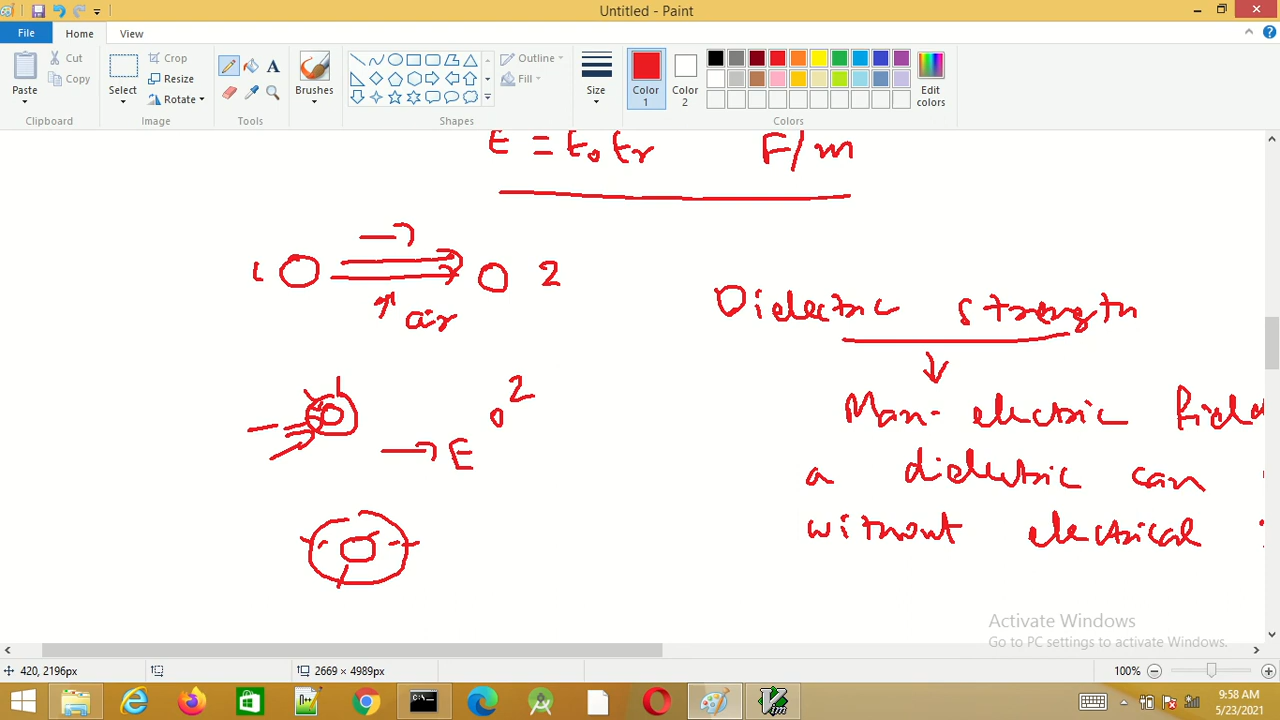 Untitled - Paint
File Home View
Paste
Cut
Copy
Clipboard
Select
Crop
Resize
Rotate
Image
A
Tools
Brushes
Shapes
Outline
Fill
Size
Color 1
Color 2
Edit colors
Colors
E = E0 Er F/m
1 2
air
Dielectric strength
2
E
Max- electric field
a dielectric can
without electrical
Activate Windows
Go to PC settings to activate Windows.
420, 2196px
2669 × 4989px
100%
9:58 AM
5/23/2021